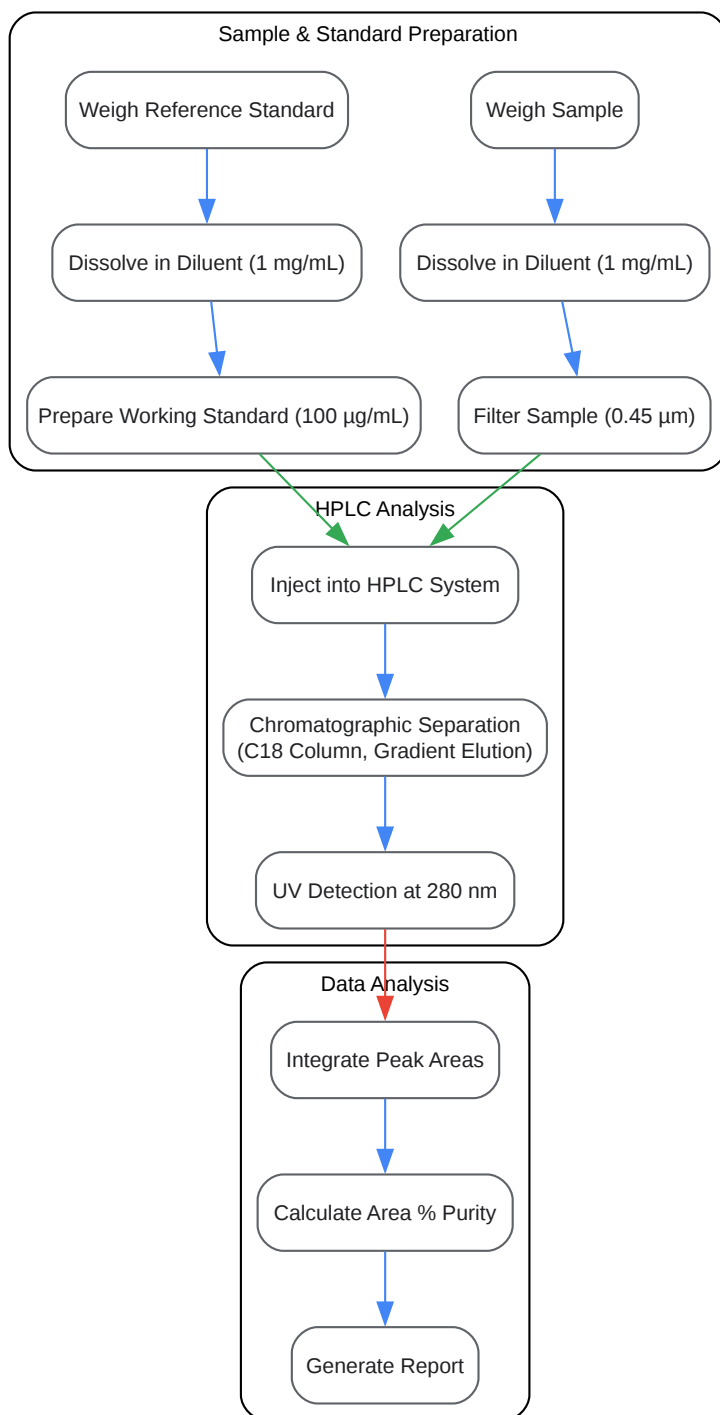 Sample & Standard Preparation
Weigh Reference Standard
Weigh Sample
Dissolve in Diluent (1 mg/mL)
Dissolve in Diluent (1 mg/mL)
Prepare Working Standard (100 µg/mL)
Filter Sample (0.45 µm)
HPLC Analysis
Inject into HPLC System
Chromatographic Separation
(C18 Column, Gradient Elution)
UV Detection at 280 nm
Data Analysis
Integrate Peak Areas
Calculate Area % Purity
Generate Report